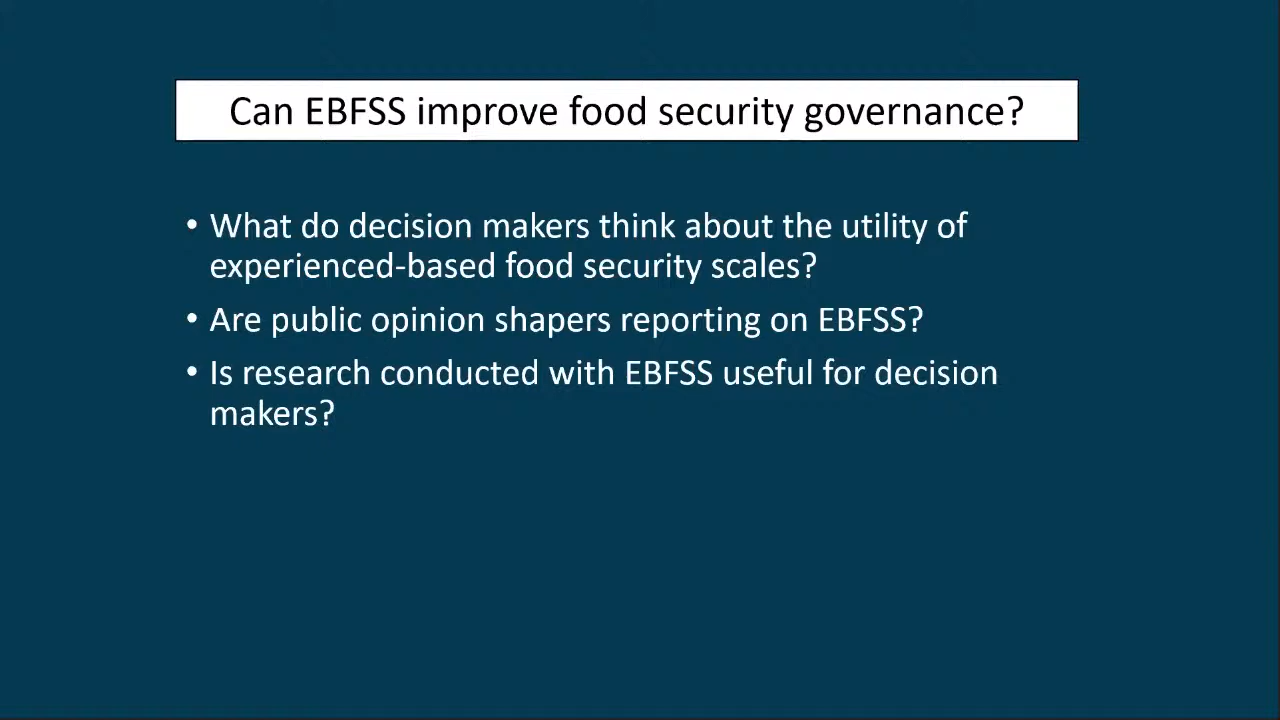 Can EBFSS improve food security governance?
• What do decision makers think about the utility of
experienced-based food security scales?
• Are public opinion shapers reporting on EBFSS?
• Is research conducted with EBFSS useful for decision
makers?